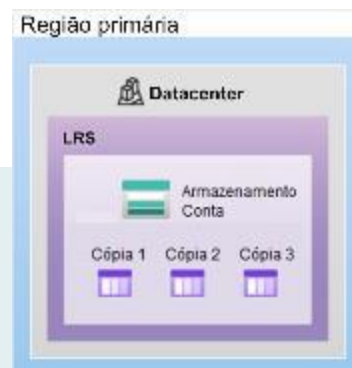 Região primária
Datacenter
LRS
Armazenamento
Conta
Cópia 1 Cópia 2 Cópia 3